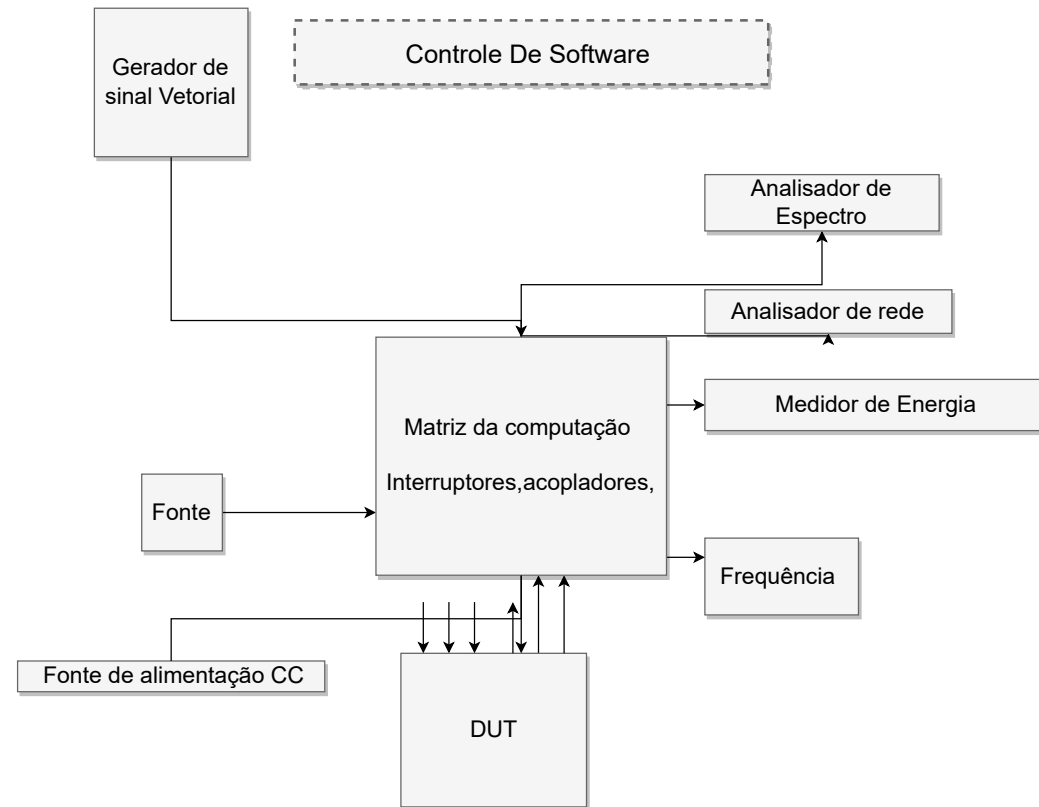 Gerador de
sinal Vetorial
Controle De Software
Analisador de
Espectro
Analisador de rede
Matriz da computação
Interruptores,acopladores,
Medidor de Energia
Fonte
Frequência
Fonte de alimentação CC
DUT